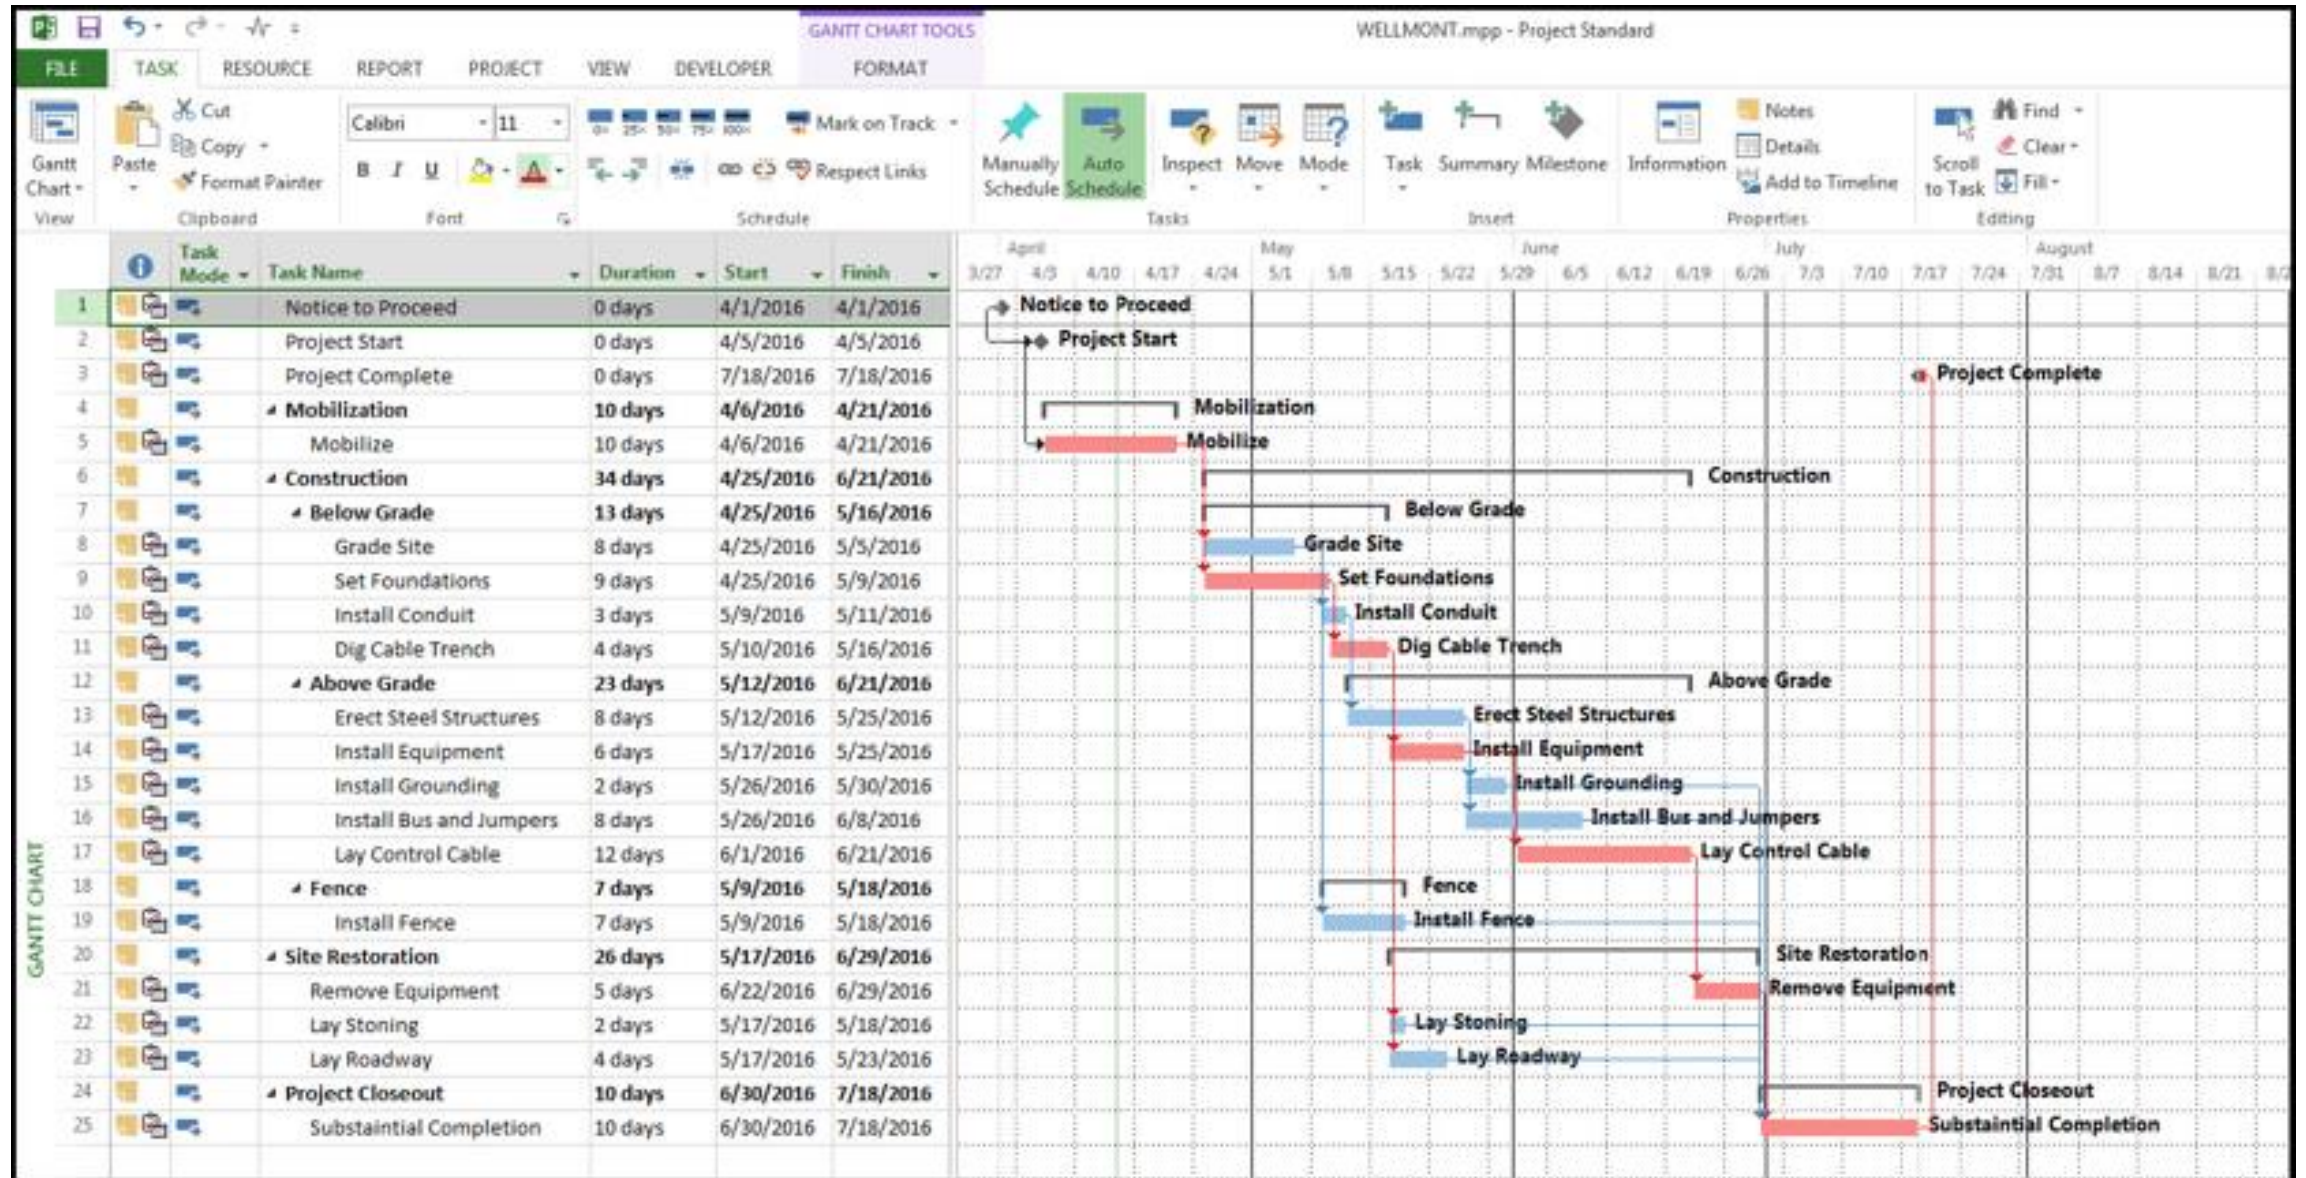 WELLMONT.mpp - Project Standard
GANTT CHART TOOLS
FILE TASK RESOURCE REPORT PROJECT VIEW DEVELOPER FORMAT
Gantt Chart
View
Paste
Cut
Copy
Format Painter
Clipboard
Calibri 11
B I U A
Font
0% 25% 50% 75% 100%
Mark on Track
Respect Links
Schedule
Manually Schedule
Auto Schedule
Inspect
Move
Mode
Tasks
Task
Summary
Milestone
Insert
Information
Notes
Details
Add to Timeline
Properties
Scroll to Task
Find
Clear
Fill
Editing
Task Mode Task Name Duration Start Finish
April May June July August
3/27 4/3 4/10 4/17 4/24 5/1 5/8 5/15 5/22 5/29 6/5 6/12 6/19 6/26 7/3 7/10 7/17 7/24 7/31 8/7 8/14 8/21
1 Notice to Proceed 0 days 4/1/2016 4/1/2016 Notice to Proceed
2 Project Start 0 days 4/5/2016 4/5/2016 Project Start
3 Project Complete 0 days 7/18/2016 7/18/2016 Project Complete
4 Mobilization 10 days 4/6/2016 4/21/2016 Mobilization
5 Mobilize 10 days 4/6/2016 4/21/2016 Mobilize
6 Construction 34 days 4/25/2016 6/21/2016 Construction
7 Below Grade 13 days 4/25/2016 5/16/2016 Below Grade
8 Grade Site 8 days 4/25/2016 5/5/2016 Grade Site
9 Set Foundations 9 days 4/25/2016 5/9/2016 Set Foundations
10 Install Conduit 3 days 5/9/2016 5/11/2016 Install Conduit
11 Dig Cable Trench 4 days 5/10/2016 5/16/2016 Dig Cable Trench
12 Above Grade 23 days 5/12/2016 6/21/2016 Above Grade
13 Erect Steel Structures 8 days 5/12/2016 5/25/2016 Erect Steel Structures
14 Install Equipment 6 days 5/17/2016 5/25/2016 Install Equipment
15 Install Grounding 2 days 5/26/2016 5/30/2016 Install Grounding
16 Install Bus and Jumpers 8 days 5/26/2016 6/8/2016 Install Bus and Jumpers
17 Lay Control Cable 12 days 6/1/2016 6/21/2016 Lay Control Cable
18 Fence 7 days 5/9/2016 5/18/2016 Fence
19 Install Fence 7 days 5/9/2016 5/18/2016 Install Fence
20 Site Restoration 26 days 5/17/2016 6/29/2016 Site Restoration
21 Remove Equipment 5 days 6/22/2016 6/29/2016 Remove Equipment
22 Lay Stoning 2 days 5/17/2016 5/18/2016 Lay Stoning
23 Lay Roadway 4 days 5/17/2016 5/23/2016 Lay Roadway
24 Project Closeout 10 days 6/30/2016 7/18/2016 Project Closeout
25 Substaintial Completion 10 days 6/30/2016 7/18/2016 Substaintial Completion
GANTT CHART